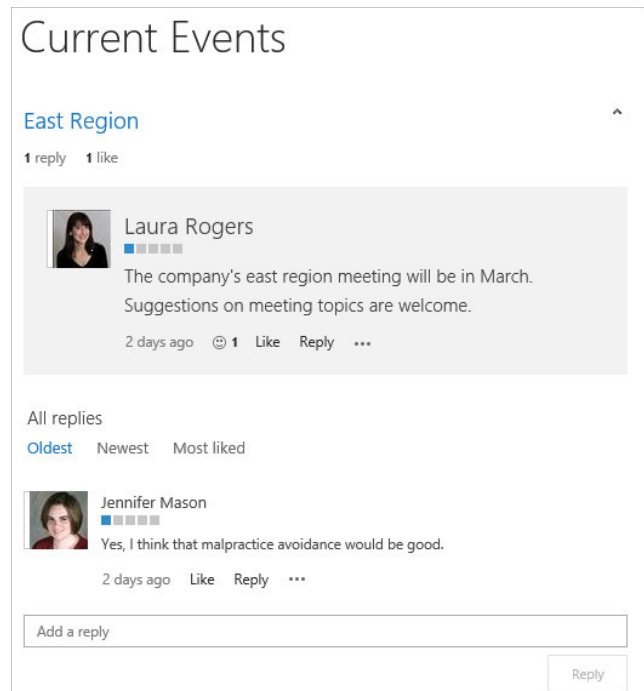 Current Events
East Region
1 reply 1 like
Laura Rogers
The company's east region meeting will be in March.
Suggestions on meeting topics are welcome.
2 days ago 1 Like Reply ...
All replies
Oldest Newest Most liked
Jennifer Mason
Yes, I think that malpractice avoidance would be good.
2 days ago Like Reply ...
Add a reply
Reply